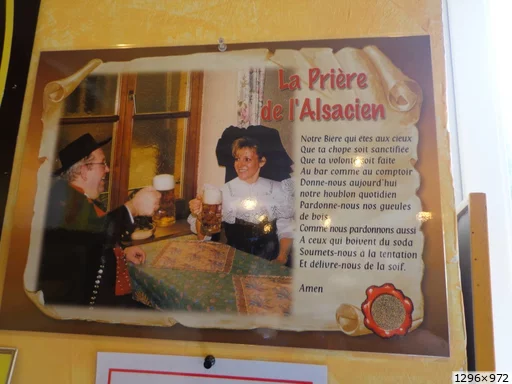 La Prière
de l'Alsacien
Notre Bière qui êtes aux cieux
Que ta chope soit sanctifiée
Que ta volonté soit faite
Au bar comme au comptoir
Donne-nous aujourd'hui
notre houblon quotidien
Pardonne-nous nos gueules
de bois
Comme nous pardonnons aussi
A ceux qui boivent du soda
Soumets-nous à la tentation
Et délivre-nous de la soif.
Amen
1296×972